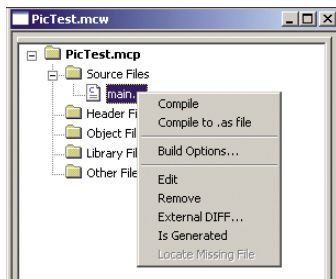 PicTest.mcw
PicTest.mcp
Source Files
main.
Header Fi
Object Fil
Library Fil
Other File
Compile
Compile to .as file
Build Options...
Edit
Remove
External DIFF...
Is Generated
Locate Missing File